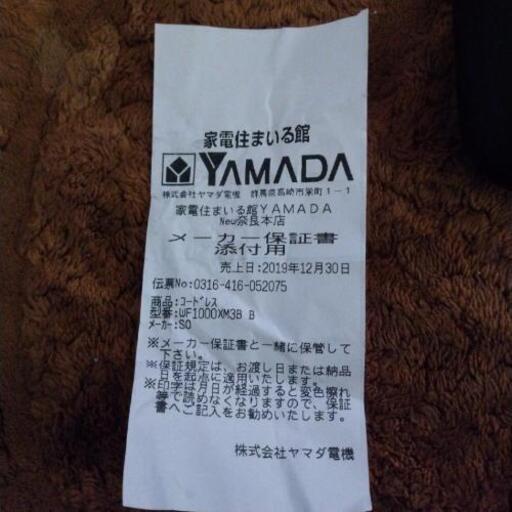 家電住まいる館
YAMADA
株式会社ヤマダ電機 群馬県高崎市栄町1-1
家電住まいる館YAMADA
New奈良本店
メーカー保証書
添付用
売上日:2019年12月30日
伝票No:0316-416-052075
商品:コードレス
型番:WF1000XM3B B
メーカー:SO
※メーカー保証書と一緒に保管して
下さい。
※保証規定は、お渡し日または納品
日を起点に適用いたします。
※印字は月日が経過すると変色擦れ
等で読めなくなりますので、保証
書へご記入をお勧めいたします。
株式会社ヤマダ電機